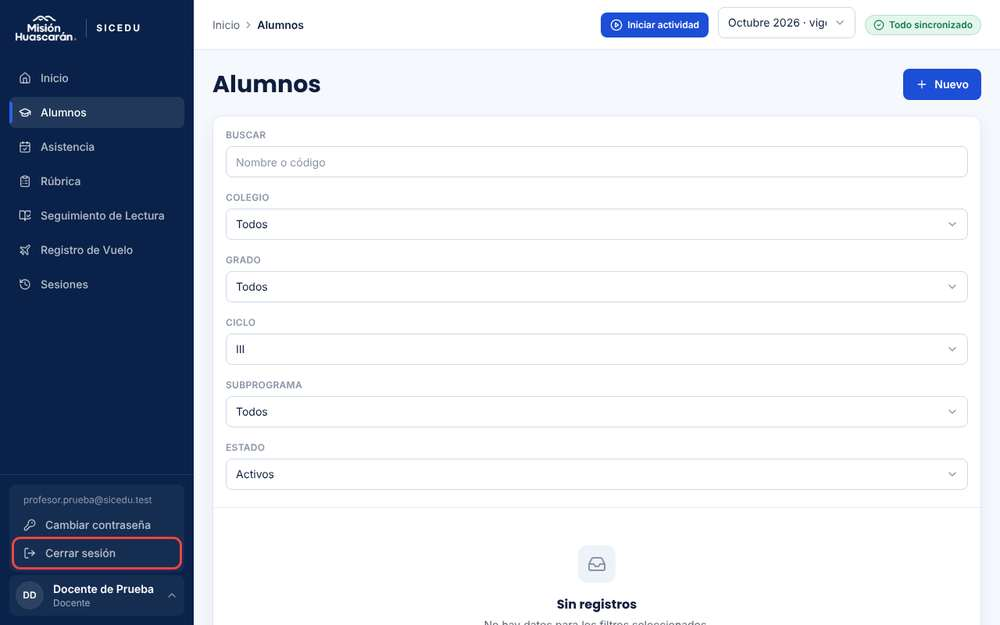 Misión
Huascarán.
SICEDU
Inicio
Alumnos
Asistencia
Rúbrica
Seguimiento de Lectura
Registro de Vuelo
Sesiones
profesor.prueba@sicedu.test
Cambiar contraseña
Cerrar sesión
DD
Docente de Prueba
Docente
Inicio > Alumnos
Iniciar actividad
Octubre 2026 · vig
Todo sincronizado
Alumnos
+ Nuevo
BUSCAR
Nombre o código
COLEGIO
Todos
GRADO
Todos
CICLO
III
SUBPROGRAMA
Todos
ESTADO
Activos
Sin registros
No hay datos para los filtros seleccionados